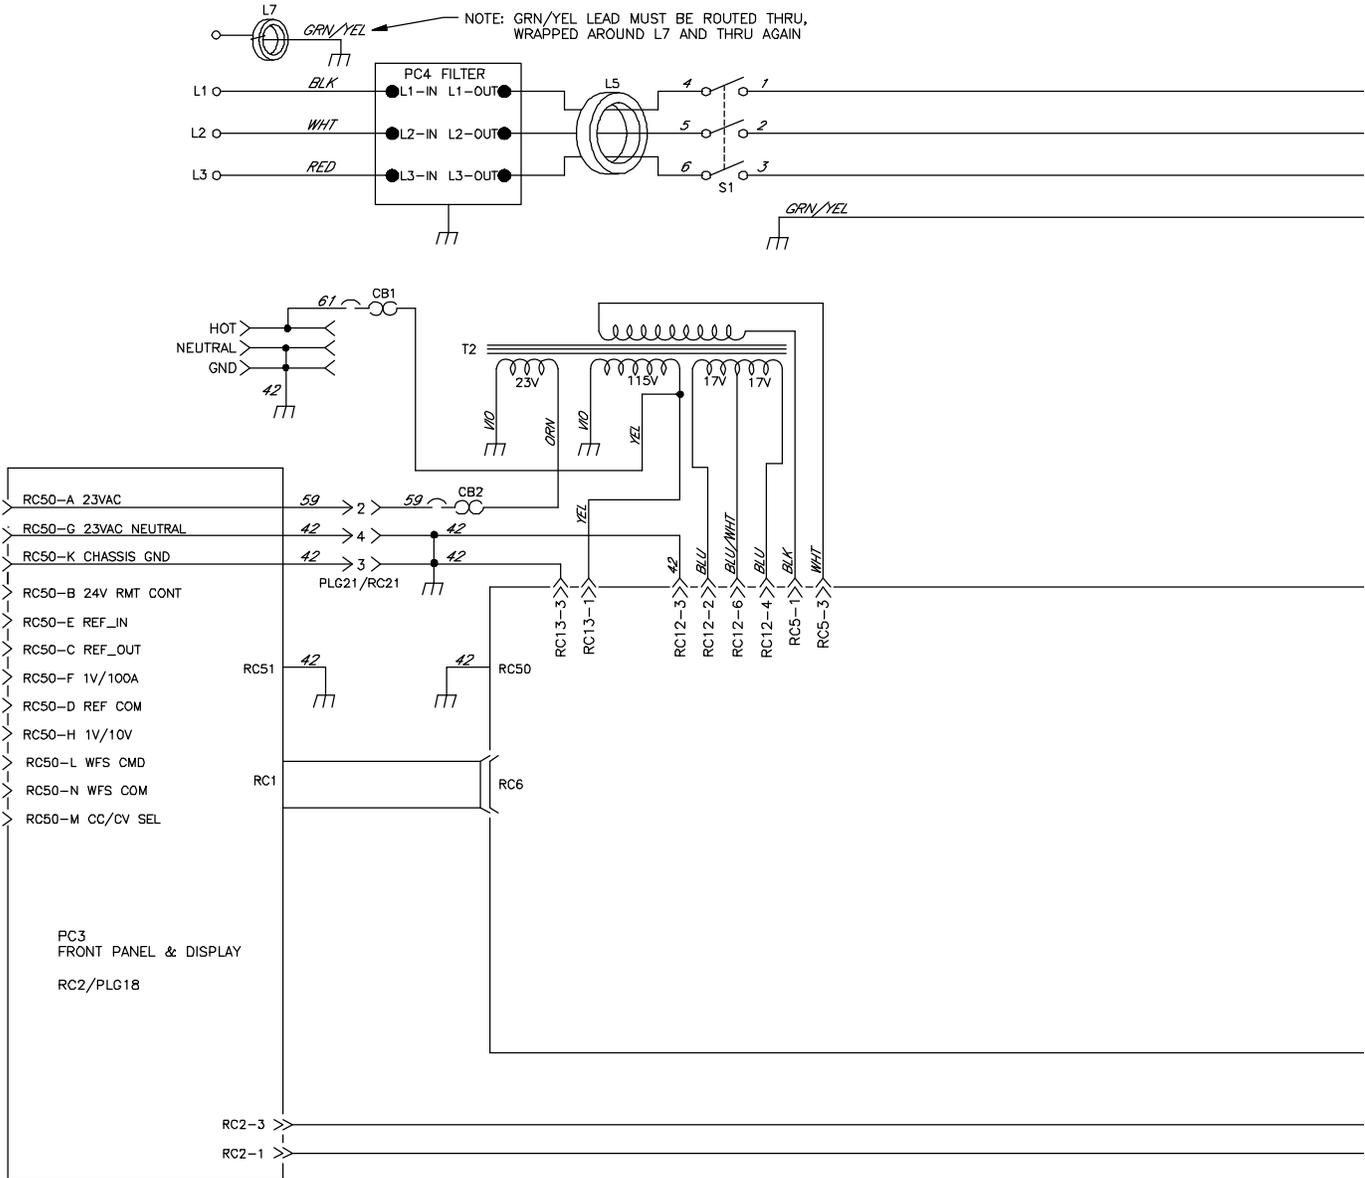 L7
GRN/YEL
NOTE: GRN/YEL LEAD MUST BE ROUTED THRU,
WRAPPED AROUND L7 AND THRU AGAIN
PC4 FILTER
L1 BLK L1-IN L1-OUT L5 4 1
L2 WHT L2-IN L2-OUT 5 2
L3 RED L3-IN L3-OUT 6 3
S1
GRN/YEL
61 CB1
HOT
NEUTRAL
GND
42
T2
23V 115V 17V 17V
VIO ORN VIO YEL
RC50-A 23VAC 59 2 59 CB2
RC50-G 23VAC NEUTRAL 42 4 42
RC50-K CHASSIS GND 42 3 42
PLG21/RC21
YEL 42 BLU BLU/WHT BLU BLK WHT
RC13-3 RC13-1 RC12-3 RC12-2 RC12-6 RC12-4 RC5-1 RC5-3
RC50-B 24V RMT CONT
RC50-E REF_IN
RC50-C REF_OUT
RC50-F 1V/100A
RC50-D REF COM
RC50-H 1V/10V
RC50-L WFS CMD
RC50-N WFS COM
RC50-M CC/CV SEL
RC51 42 42 RC50
RC1 RC6
PC3
FRONT PANEL & DISPLAY
RC2/PLG18
RC2-3
RC2-1